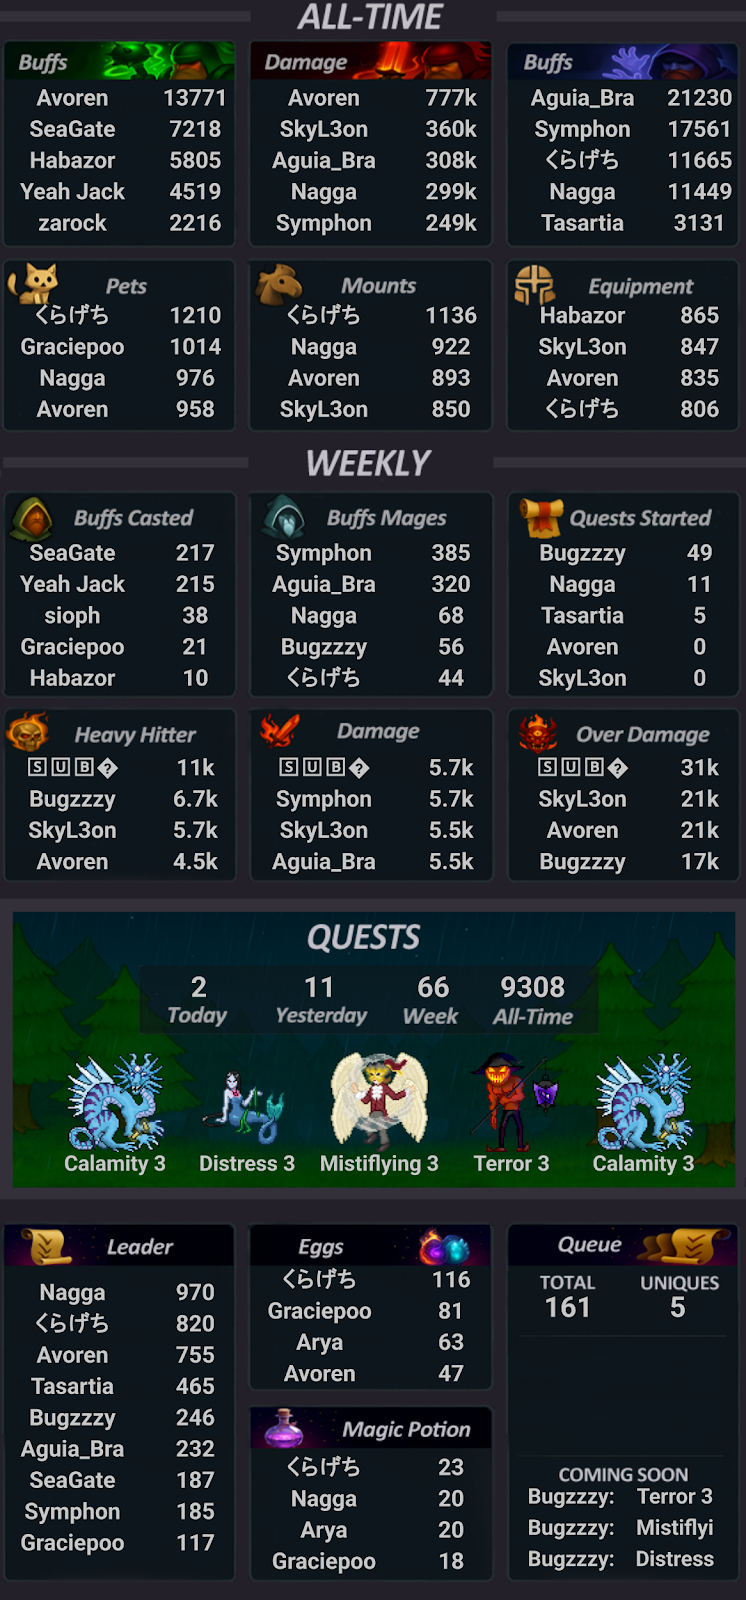 ALL-TIME
Buffs
Avoren 13771
SeaGate 7218
Habazor 5805
Yeah Jack 4519
zarock 2216
Damage
Avoren 777k
SkyL3on 360k
Aguia_Bra 308k
Nagga 299k
Symphon 249k
Buffs
Aguia_Bra 21230
Symphon 17561
くらげち 11665
Nagga 11449
Tasartia 3131
Pets
くらげち 1210
Graciepoo 1014
Nagga 976
Avoren 958
Mounts
くらげち 1136
Nagga 922
Avoren 893
SkyL3on 850
Equipment
Habazor 865
SkyL3on 847
Avoren 835
くらげち 806
WEEKLY
Buffs Casted
SeaGate 217
Yeah Jack 215
sioph 38
Graciepoo 21
Habazor 10
Buffs Mages
Symphon 385
Aguia_Bra 320
Nagga 68
Bugzzzy 56
くらげち 44
Quests Started
Bugzzzy 49
Nagga 11
Tasartia 5
Avoren 0
SkyL3on 0
Heavy Hitter
🅂🅄🄱� 11k
Bugzzzy 6.7k
SkyL3on 5.7k
Avoren 4.5k
Damage
🅂🅄🄱� 5.7k
Symphon 5.7k
SkyL3on 5.5k
Aguia_Bra 5.5k
Over Damage
🅂🅄🄱� 31k
SkyL3on 21k
Avoren 21k
Bugzzzy 17k
QUESTS
2 11 66 9308
Today Yesterday Week All-Time
Calamity 3 Distress 3 Mistiflying 3 Terror 3 Calamity 3
Leader
Nagga 970
くらげち 820
Avoren 755
Tasartia 465
Bugzzzy 246
Aguia_Bra 232
SeaGate 187
Symphon 185
Graciepoo 117
Eggs
くらげち 116
Graciepoo 81
Arya 63
Avoren 47
Magic Potion
くらげち 23
Nagga 20
Arya 20
Graciepoo 18
Queue
TOTAL UNIQUES
161 5
COMING SOON
Bugzzzy: Terror 3
Bugzzzy: Mistiflyi
Bugzzzy: Distress